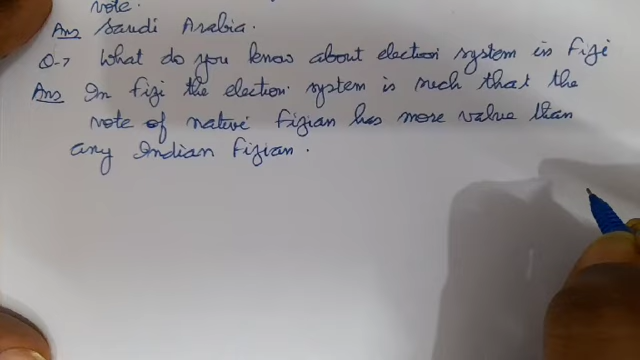 vote.
Ans Saudi Arabia.
Q-7 What do you know about election system in Fiji
Ans In Fiji the election system is such that the
vote of native Fijian has more value than
any Indian Fijian.